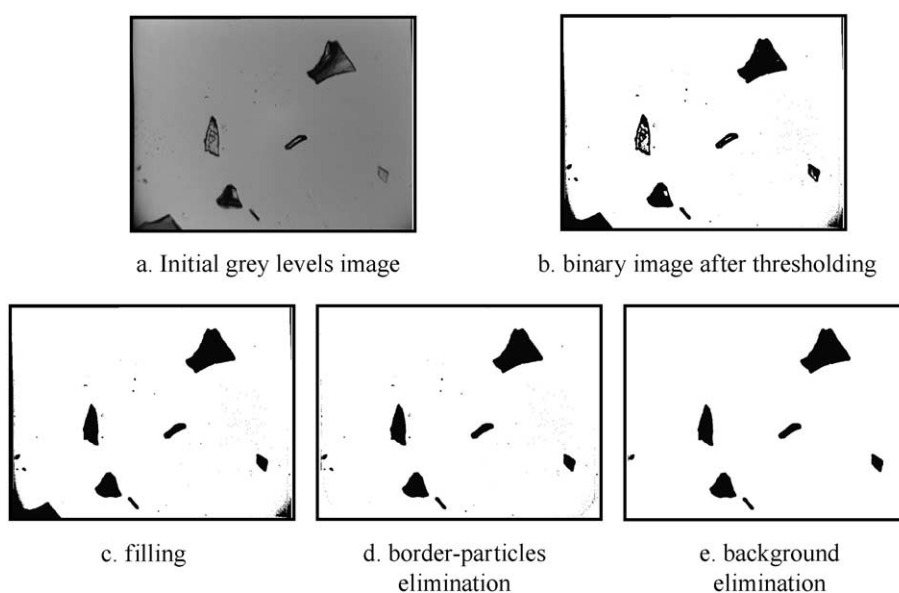 a. Initial grey levels image
b. binary image after thresholding
c. filling
d. border-particles
elimination
e. background
elimination